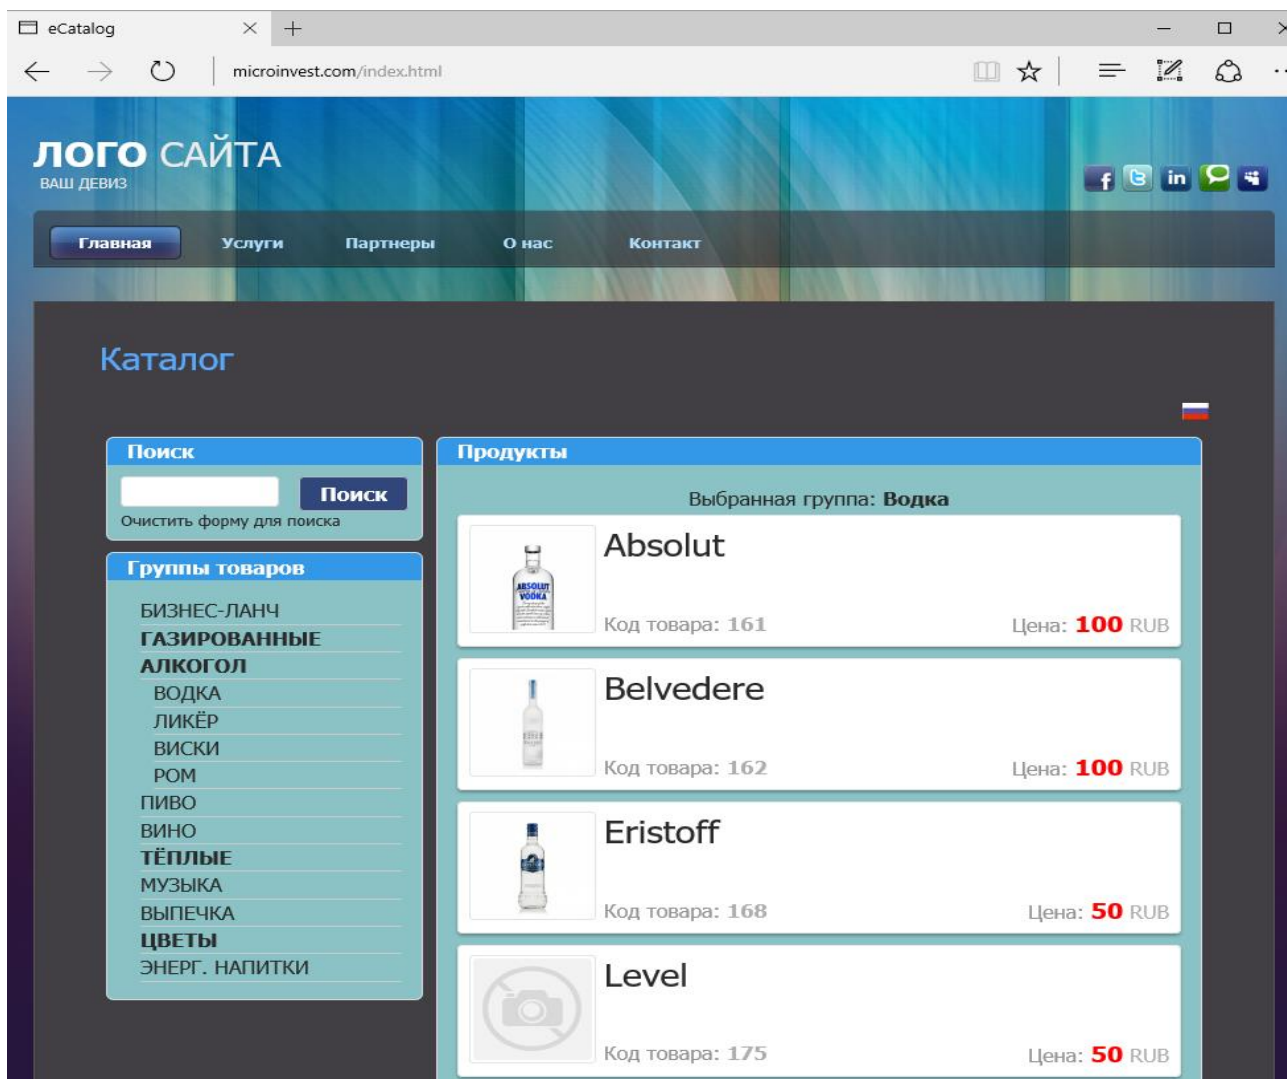 eCatalog
microinvest.com/index.html
ЛОГО САЙТА
ВАШ ДЕВИЗ
f in
Главная Услуги Партнеры О нас Контакт
Каталог
Поиск
Поиск
Очистить форму для поиска
Группы товаров
БИЗНЕС-ЛАНЧ
ГАЗИРОВАННЫЕ
АЛКОГОЛ
ВОДКА
ЛИКЁР
ВИСКИ
РОМ
ПИВО
ВИНО
ТЁПЛЫЕ
МУЗЫКА
ВЫПЕЧКА
ЦВЕТЫ
ЭНЕРГ. НАПИТКИ
Продукты
Выбранная группа: Водка
ABSOLUT
VODKA
Absolut
Код товара: 161 Цена: 100 RUB
Belvedere
Код товара: 162 Цена: 100 RUB
Eristoff
Код товара: 168 Цена: 50 RUB
Level
Код товара: 175 Цена: 50 RUB